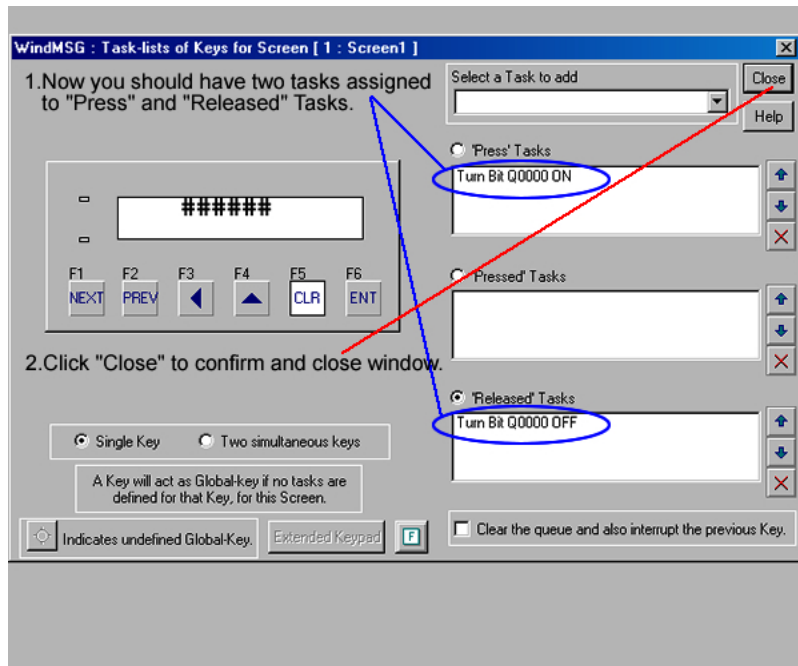 WindMSG : Task-lists of Keys for Screen [ 1 : Screen1 ]
1.Now you should have two tasks assigned
to "Press" and "Released" Tasks.
Select a Task to add
Close
Help
'Press' Tasks
Turn Bit Q0000 ON
######
F1 F2 F3 F4 F5 F6
NEXT PREV CLR ENT
'Pressed' Tasks
2.Click "Close" to confirm and close window.
'Released' Tasks
Turn Bit Q0000 OFF
Single Key
Two simultaneous keys
A Key will act as Global-key if no tasks are
defined for that Key, for this Screen.
Indicates undefined Global-Key.
Extended Keypad
F
Clear the queue and also interrupt the previous Key.